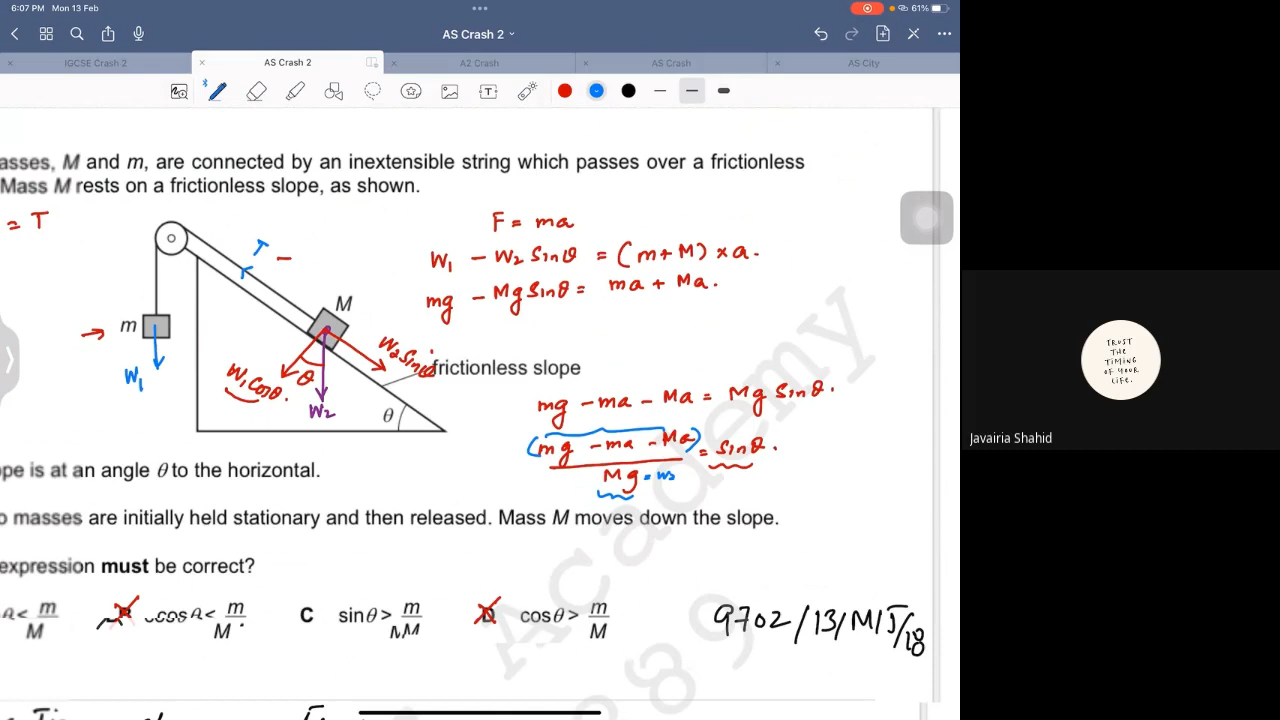 6:07 PM Mon 13 Feb
61%
AS Crash 2
IGCSE Crash 2
AS Crash 2
A2 Crash
AS Crash
AS City
asses, M and m, are connected by an inextensible string which passes over a frictionless
Mass M rests on a frictionless slope, as shown.
= T
F = ma
W₁ - W₂ Sinθ = (m+M) × a.
mg - MgSinθ = ma + Ma.
T
M
m
W₁
W₁cosθ.
θ
W₂
W₂ Sinθ
frictionless slope
θ
mg - ma - Ma = Mg Sinθ.
(mg - ma - Ma) = sinθ.
Mg = W₂
ope is at an angle θ to the horizontal.
o masses are initially held stationary and then released. Mass M moves down the slope.
expression must be correct?
< m/M
cosθ < m/M
C sinθ > m/M
D cosθ > m/M
9702/13/M/J/18
Academy
789
TRUST
THE
TIMING
OF YOUR
LIFE.
Javairia Shahid